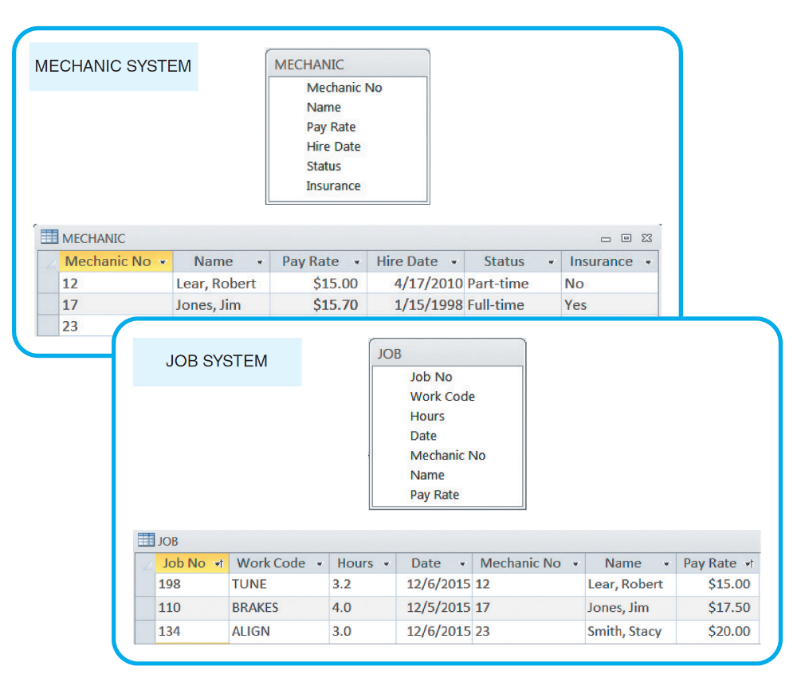 MECHANIC SYSTEM
MECHANIC
Mechanic No
Name
Pay Rate
Hire Date
Status
Insurance
MECHANIC
Mechanic No Name Pay Rate Hire Date Status Insurance
12 Lear, Robert $15.00 4/17/2010 Part-time No
17 Jones, Jim $15.70 1/15/1998 Full-time Yes
23
JOB SYSTEM
JOB
Job No
Work Code
Hours
Date
Mechanic No
Name
Pay Rate
JOB
Job No Work Code Hours Date Mechanic No Name Pay Rate
198 TUNE 3.2 12/6/2015 12 Lear, Robert $15.00
110 BRAKES 4.0 12/5/2015 17 Jones, Jim $17.50
134 ALIGN 3.0 12/6/2015 23 Smith, Stacy $20.00